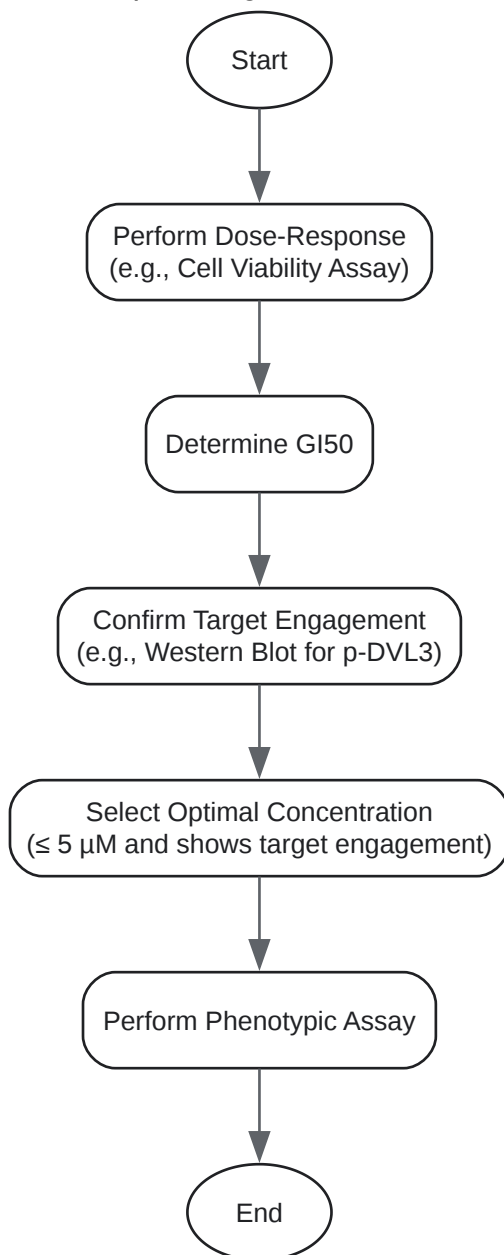 Start
Perform Dose-Response
(e.g., Cell Viability Assay)
Determine GI50
Confirm Target Engagement
(e.g., Western Blot for p-DVL3)
Select Optimal Concentration
(≤ 5 µM and shows target engagement)
Perform Phenotypic Assay
End